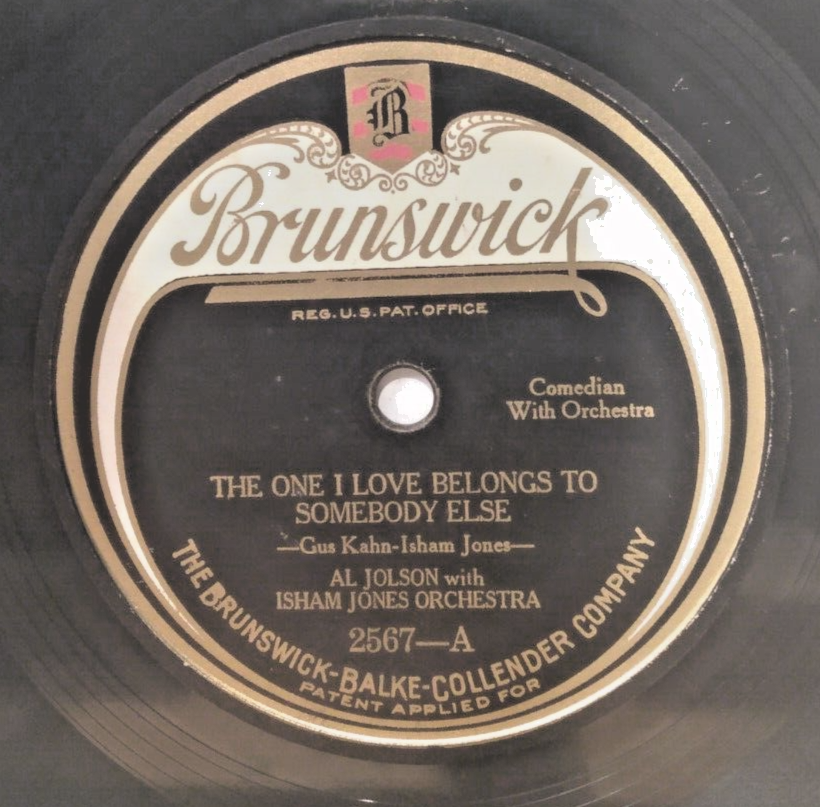 B
Brunswick
REG. U.S. PAT. OFFICE
Comedian
With Orchestra
THE ONE I LOVE BELONGS TO
SOMEBODY ELSE
—Gus Kahn-Isham Jones—
AL JOLSON with
ISHAM JONES ORCHESTRA
2567—A
THE BRUNSWICK-BALKE-COLLENDER COMPANY
PATENT APPLIED FOR